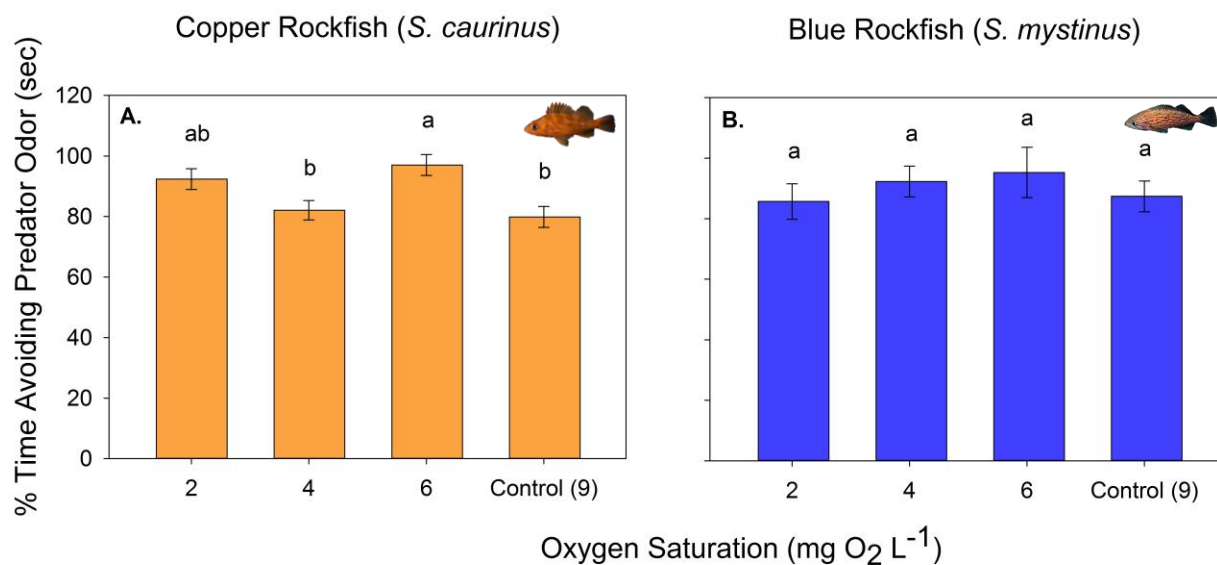 Copper Rockfish (S. caurinus)
Blue Rockfish (S. mystinus)
% Time Avoiding Predator Odor (sec)
120
100
80
60
40
20
0
A.
ab
b
a
b
2
4
6
Control (9)
B.
a
a
a
a
2
4
6
Control (9)
Oxygen Saturation (mg O₂ L⁻¹)